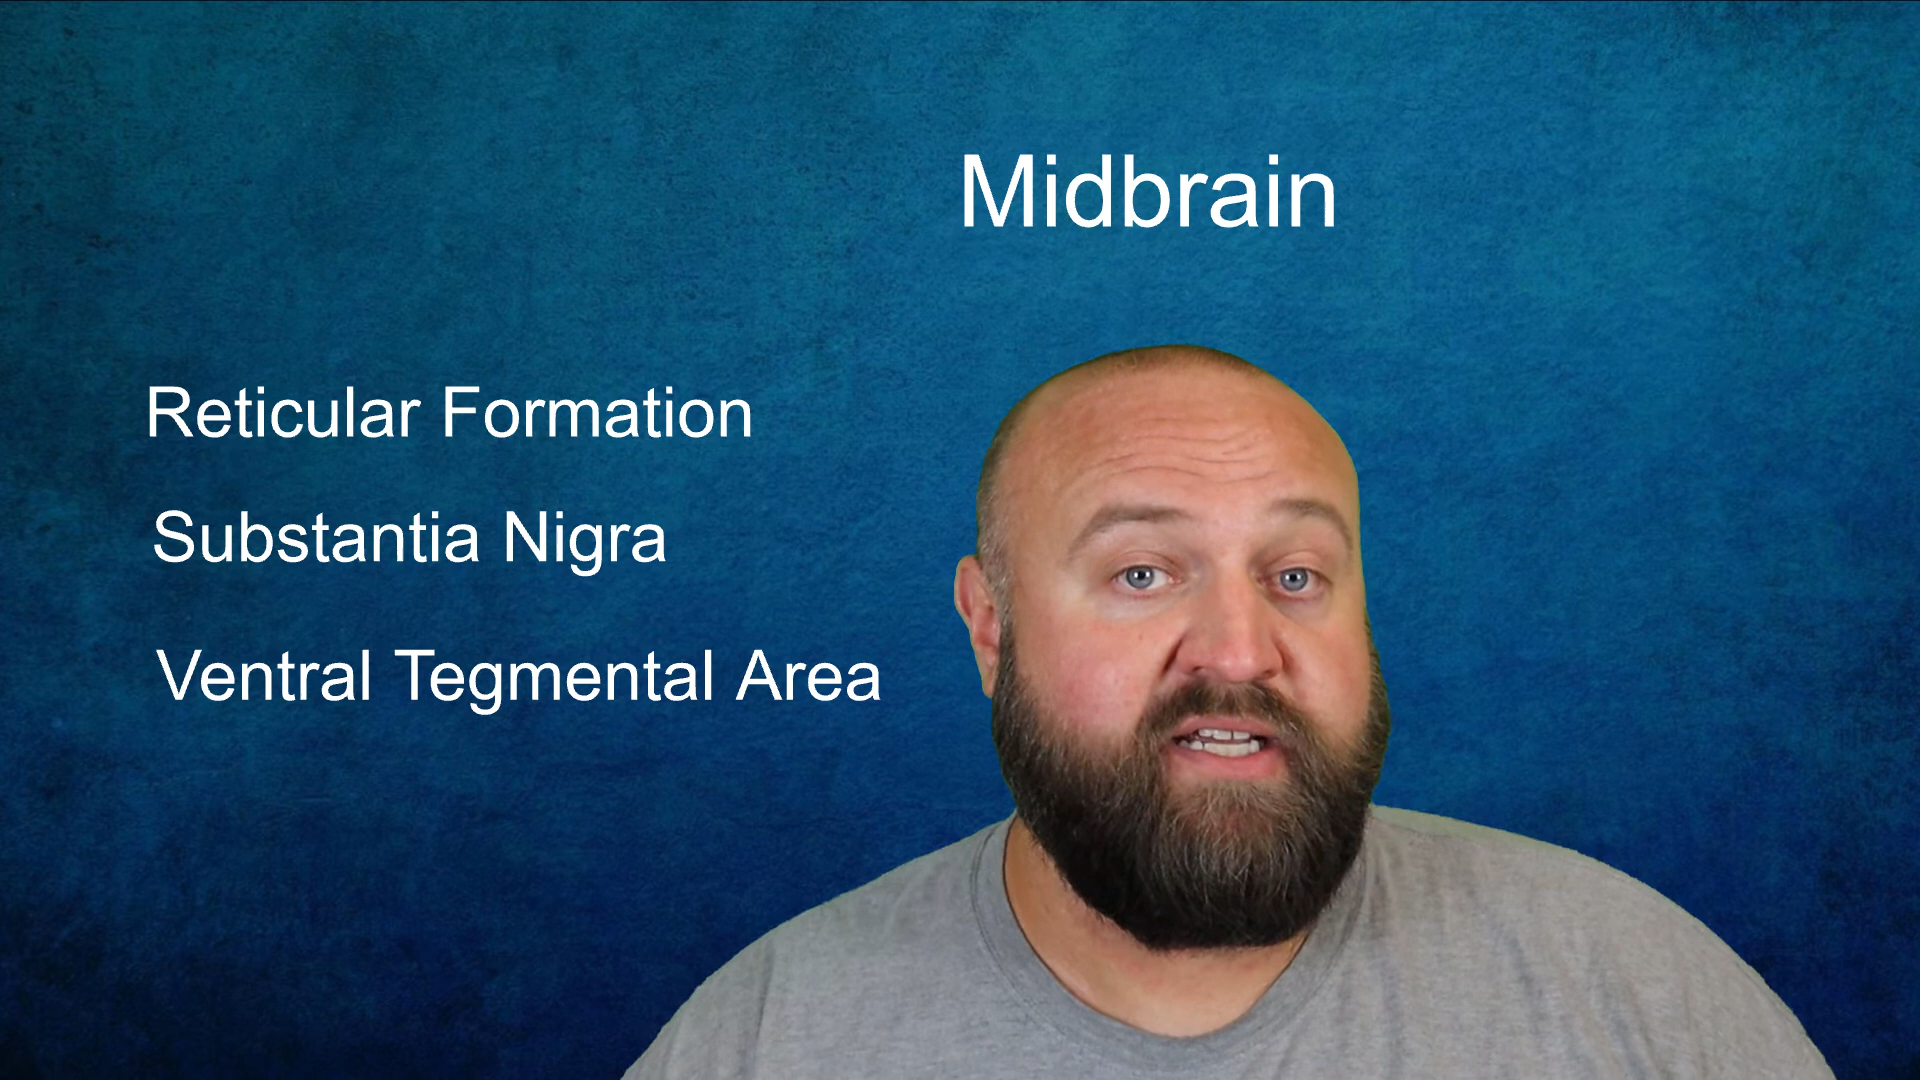 Midbrain
Reticular Formation
Substantia Nigra
Ventral Tegmental Area